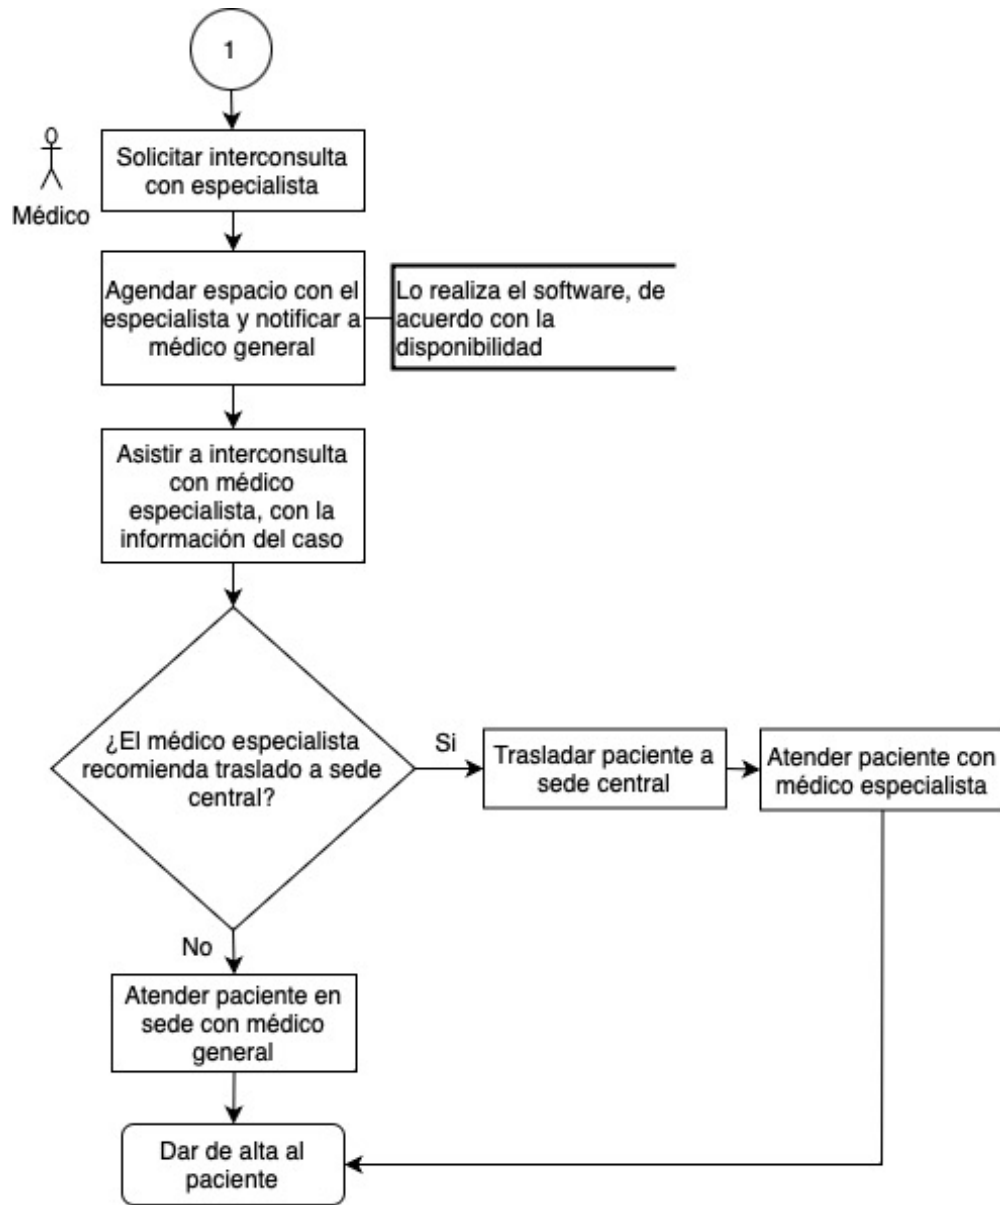 1
Solicitar interconsulta
con especialista
Médico
Agendar espacio con el
especialista y notificar a
médico general
Lo realiza el software, de
acuerdo con la
disponibilidad
Asistir a interconsulta
con médico
especialista, con la
información del caso
¿El médico especialista
recomienda traslado a sede
central?
Si
Trasladar paciente a
sede central
Atender paciente con
médico especialista
No
Atender paciente en
sede con médico
general
Dar de alta al
paciente